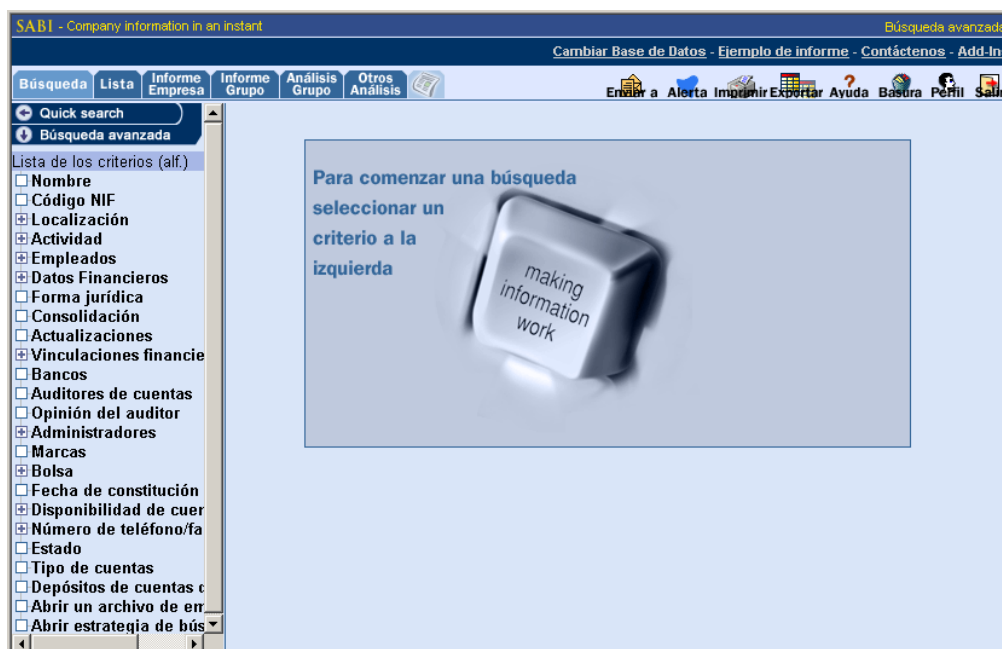 SABI - Company information in an instant
Búsqueda avanzada
Cambiar Base de Datos - Ejemplo de informe - Contáctenos - Add-In
Búsqueda
Lista
Informe Empresa
Informe Grupo
Análisis Grupo
Otros Análisis
Enviar a
Alerta
Imprimir
Exportar
Ayuda
Basura
Perfil
Salir
Quick search
Búsqueda avanzada
Lista de los criterios (alf.)
Nombre
Código NIF
Localización
Actividad
Empleados
Datos Financieros
Forma jurídica
Consolidación
Actualizaciones
Vinculaciones financie
Bancos
Auditores de cuentas
Opinión del auditor
Administradores
Marcas
Bolsa
Fecha de constitución
Disponibilidad de cuer
Número de teléfono/fa
Estado
Tipo de cuentas
Depósitos de cuentas c
Abrir un archivo de em
Abrir estrategia de bús
Para comenzar una búsqueda
seleccionar un
criterio a la
izquierda
making
information
work